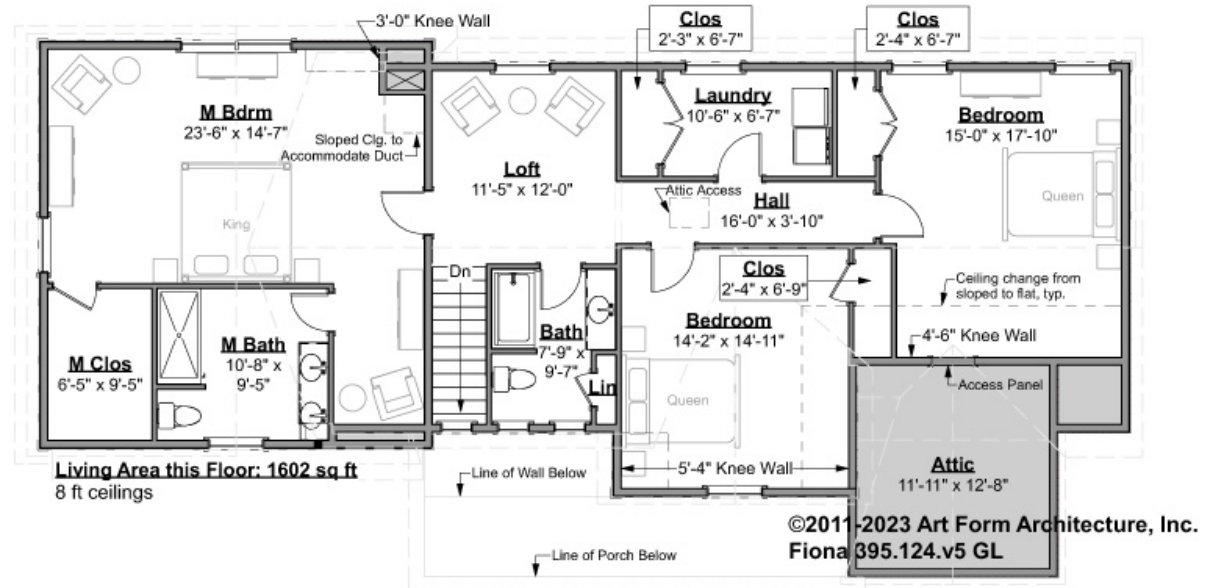 3'-0" Knee Wall
Clos
2'-3" x 6'-7"
Clos
2'-4" x 6'-7"
M Bdrm
23'-6" x 14'-7"
Sloped Clg. to
Accommodate Duct
Loft
11'-5" x 12'-0"
Laundry
10'-6" x 6'-7"
Bedroom
15'-0" x 17'-10"
Attic Access
Hall
16'-0" x 3'-10"
King
Queen
Dn
Clos
2'-4" x 6'-9"
Ceiling change from
sloped to flat, typ.
M Clos
6'-5" x 9'-5"
M Bath
10'-8" x
9'-5"
Bath
7'-9" x
9'-7"
Lin
Bedroom
14'-2" x 14'-11"
4'-6" Knee Wall
Access Panel
Queen
5'-4" Knee Wall
Attic
11'-11" x 12'-8"
Living Area this Floor: 1602 sq ft
8 ft ceilings
Line of Wall Below
Line of Porch Below
©2011-2023 Art Form Architecture, Inc.
Fiona 395.124.v5 GL